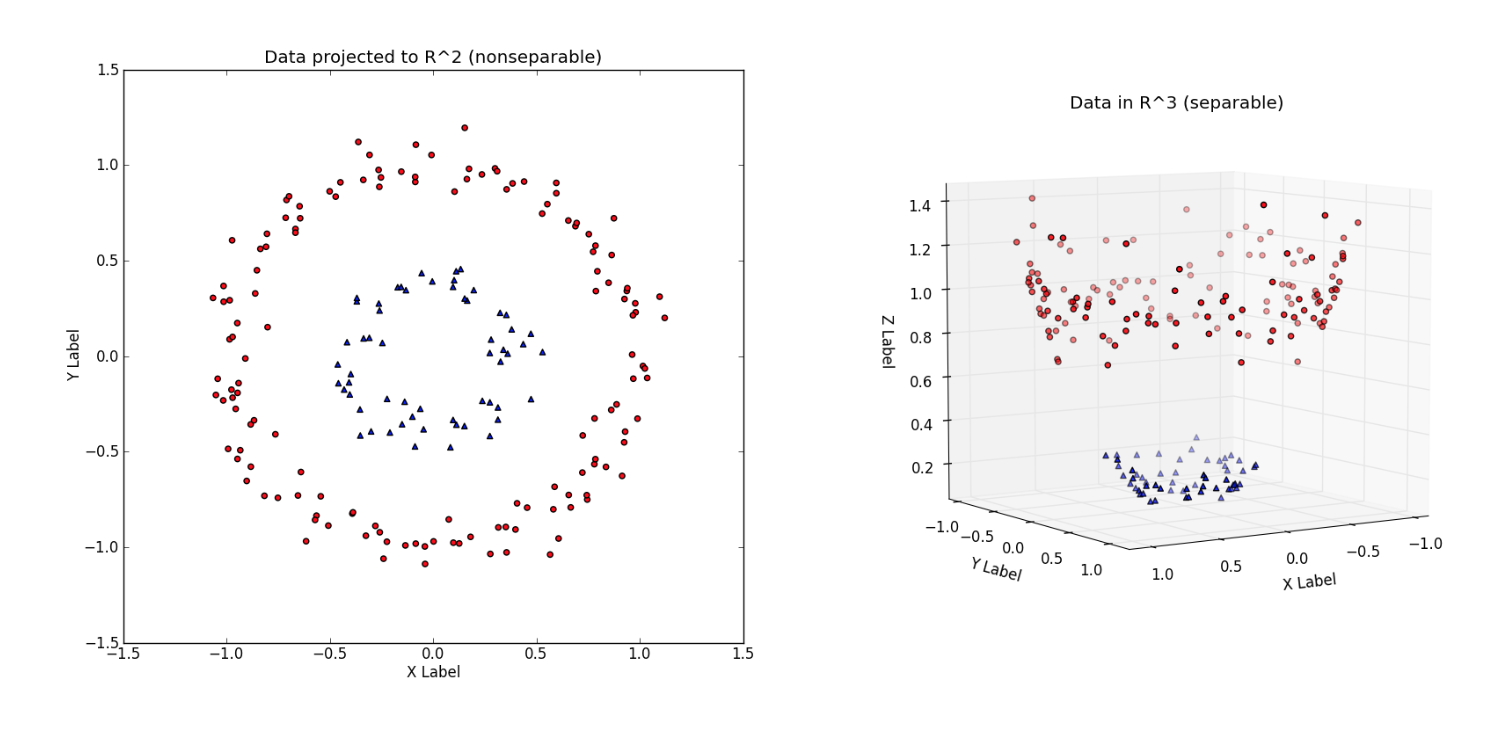 Data projected to R^2 (nonseparable)
1.5
1.0
0.5
0.0
−0.5
−1.0
−1.5
Y Label
−1.5 −1.0 −0.5 0.0 0.5 1.0 1.5
X Label
Data in R^3 (separable)
1.4
1.2
1.0
0.8
0.6
0.4
0.2
Z Label
−1.0 −0.5 0.0 0.5 1.0
Y Label
1.0 0.5 0.0 −0.5 −1.0
X Label